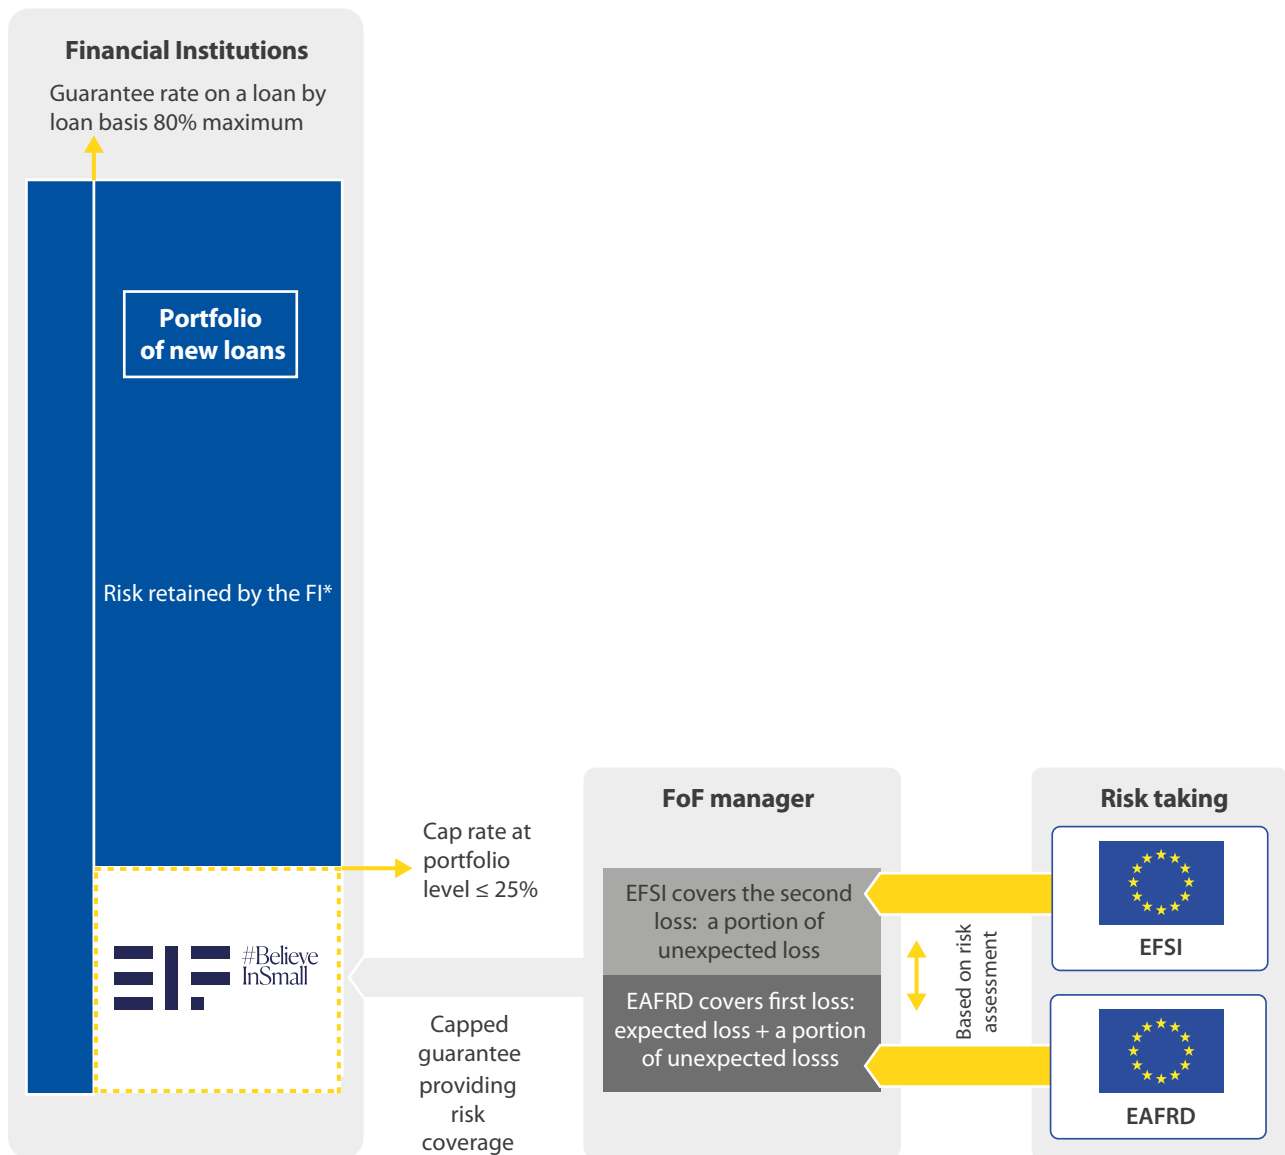 Financial Institutions
Guarantee rate on a loan by
loan basis 80% maximum
Portfolio
of new loans
Risk retained by the FI*
Cap rate at
portfolio
level ≤ 25%
EIF
#Believe
InSmall
Capped
guarantee
providing
risk
coverage
FoF manager
EFSI covers the second
loss: a portion of
unexpected loss
EAFRD covers first loss:
expected loss + a portion
of unexpected losss
Based on risk
assessment
Risk taking
EFSI
EAFRD